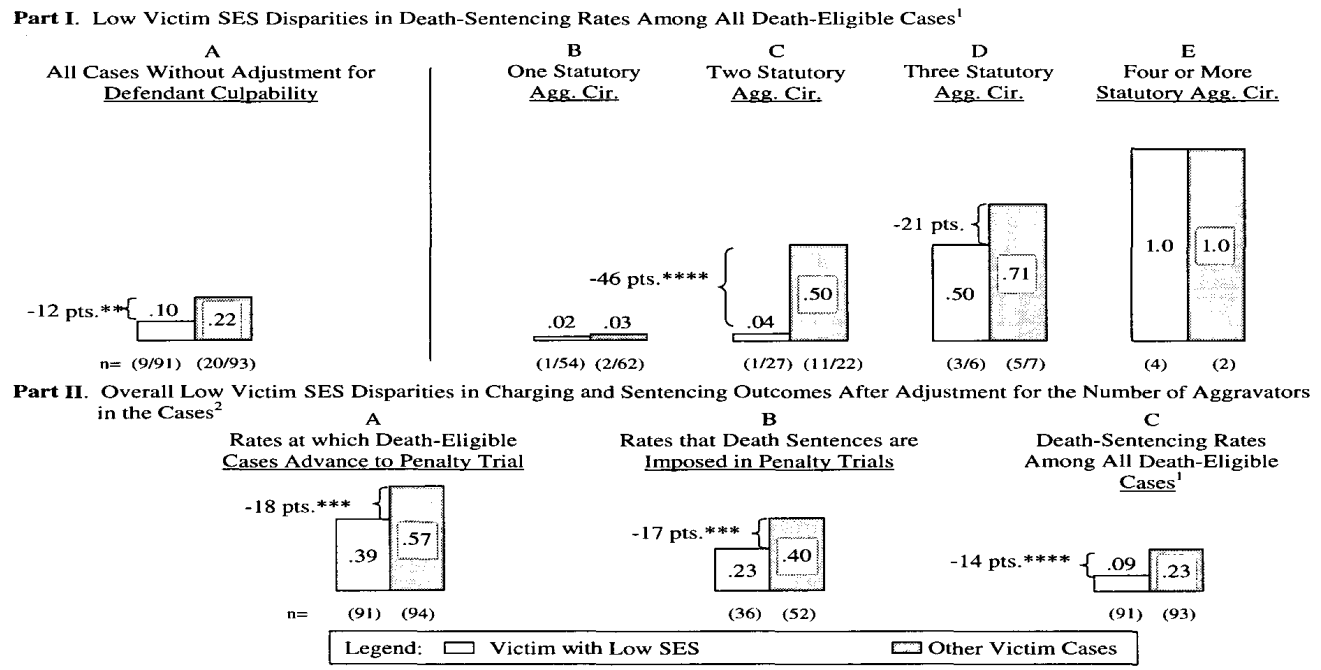 Part I. Low Victim SES Disparities in Death-Sentencing Rates Among All Death-Eligible Cases¹
A
All Cases Without Adjustment for
Defendant Culpability
B
One Statutory
Agg. Cir.
C
Two Statutory
Agg. Cir.
D
Three Statutory
Agg. Cir.
E
Four or More
Statutory Agg. Cir.
-12 pts.**
.10
.22
n= (9/91) (20/93)
.02 .03
(1/54) (2/62)
-46 pts.****
.04
.50
(1/27) (11/22)
-21 pts.
.50
.71
(3/6) (5/7)
1.0
1.0
(4) (2)
Part II. Overall Low Victim SES Disparities in Charging and Sentencing Outcomes After Adjustment for the Number of Aggravators
in the Cases²
A
Rates at which Death-Eligible
Cases Advance to Penalty Trial
B
Rates that Death Sentences are
Imposed in Penalty Trials
C
Death-Sentencing Rates
Among All Death-Eligible
Cases¹
-18 pts.***
.39
.57
n= (91) (94)
-17 pts.***
.23
.40
(36) (52)
-14 pts.****
.09
.23
(91) (93)
Legend: Victim with Low SES Other Victim Cases